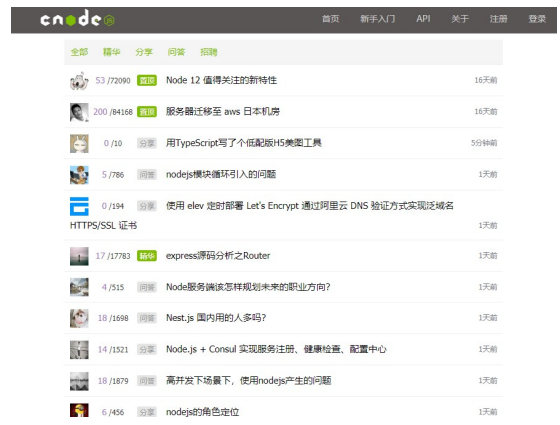 cnode
首页 新手入门 API 关于 注册 登录
全部 精华 分享 问答 招聘
53 /72090 置顶 Node 12 值得关注的新特性 16天前
200 /84168 置顶 服务器迁移至 aws 日本机房 16天前
0 /10 分享 用TypeScript写了个低配版H5美图工具 5分钟前
5 /786 问答 nodejs模块循环引入的问题 1天前
0 /194 分享 使用 elev 定时部署 Let's Encrypt 通过阿里云 DNS 验证方式实现泛域名
HTTPS/SSL 证书 1天前
17 /17783 精华 express源码分析之Router 1天前
4 /515 问答 Node服务端该怎样规划未来的职业方向? 1天前
18 /1698 问答 Nest.js 国内用的人多吗? 1天前
14 /1521 分享 Node.js + Consul 实现服务注册、健康检查、配置中心 1天前
18 /1879 问答 高并发下场景下，使用nodejs产生的问题 1天前
6 /456 分享 nodejs的角色定位 1天前